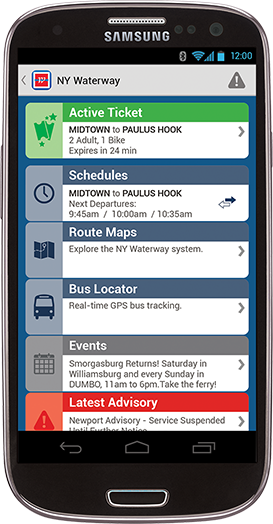 SAMSUNG
12:00
NY Waterway
Active Ticket
MIDTOWN to PAULUS HOOK
2 Adult, 1 Bike
Expires in 24 min
Schedules
MIDTOWN to PAULUS HOOK
Next Departures:
9:45am / 10:00am / 10:35am
Route Maps
Explore the NY Waterway system.
Bus Locator
Real-time GPS bus tracking.
Events
Smorgasburg Returns! Saturday in
Williamsburg and every Sunday in
DUMBO, 11am to 6pm.Take the ferry!
Latest Advisory
Newport Advisory - Service Suspended
Until Further Notice